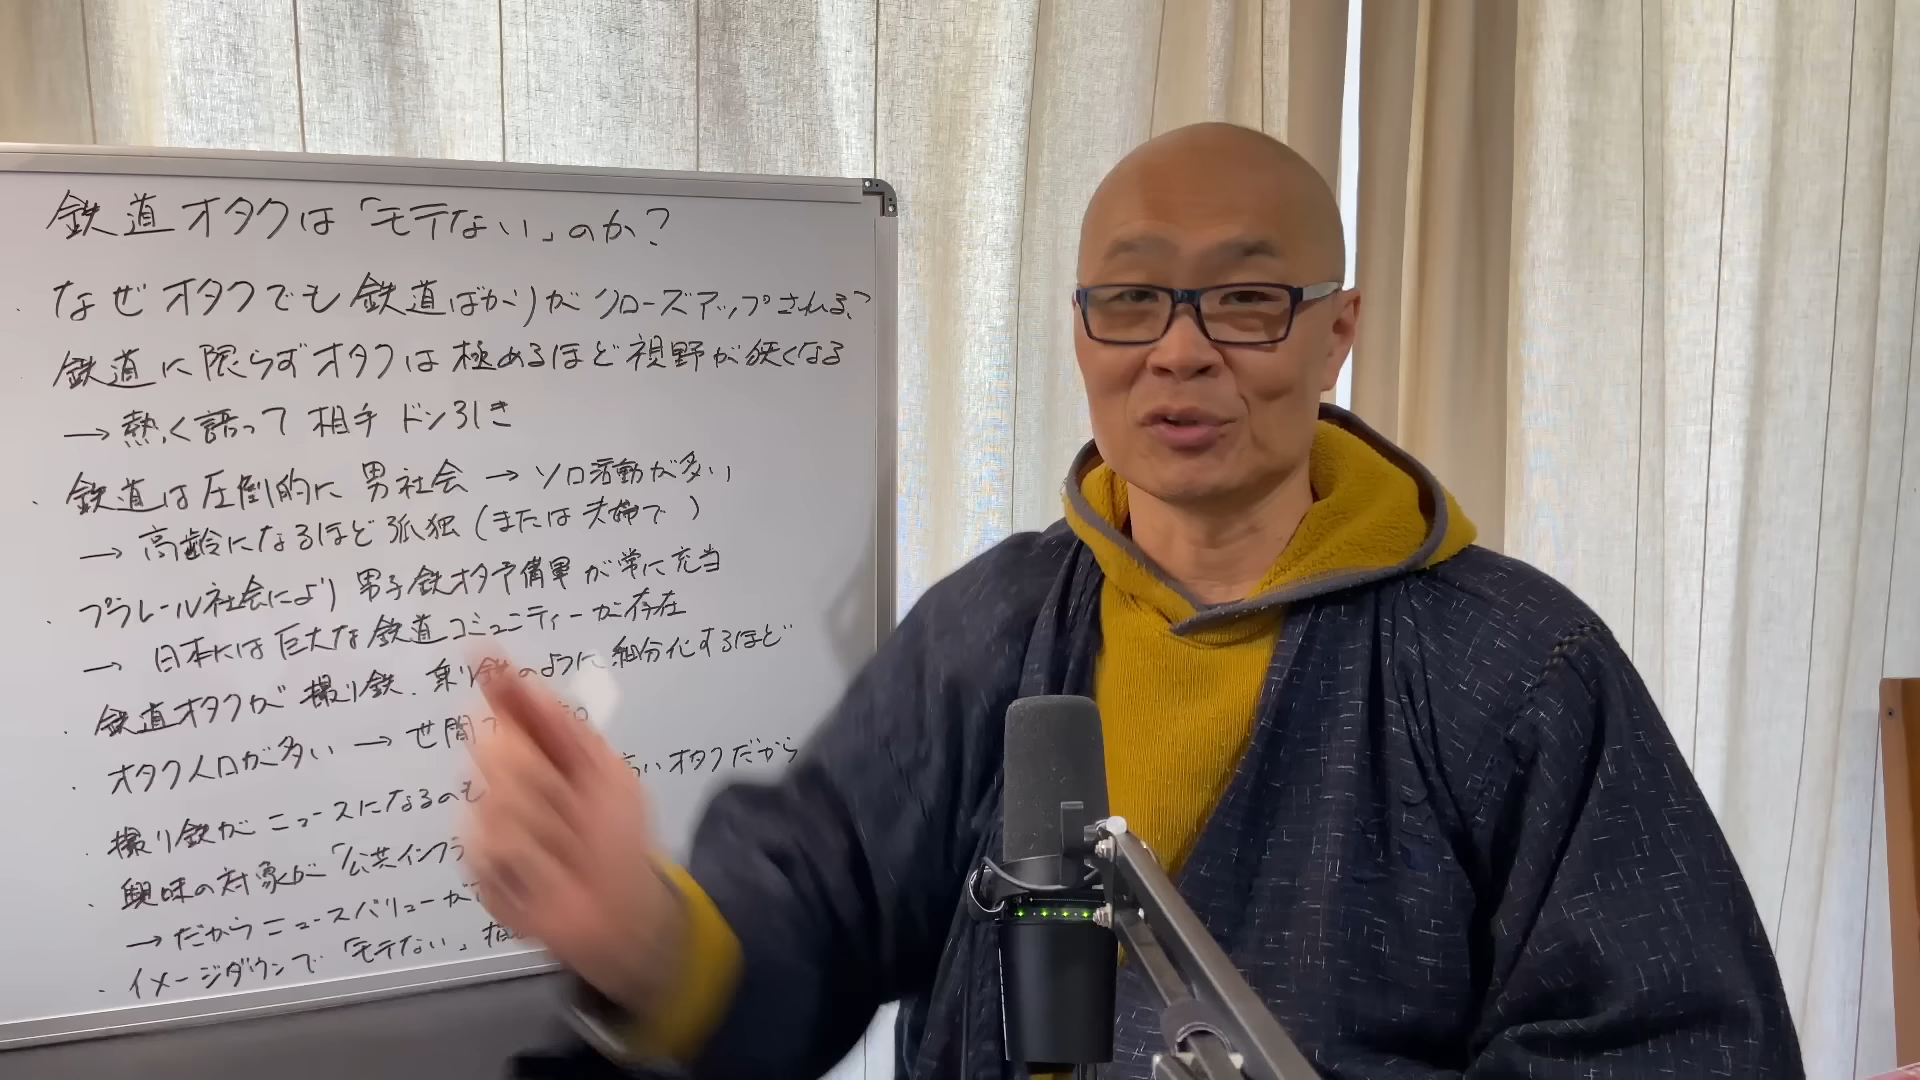 鉄道オタクは「モテない」のか?
・なぜオタクでも鉄道ばかりがクローズアップされる?
鉄道に限らずオタクは極めるほど視野が狭くなる
→熱く語って相手ドン引き
・鉄道は圧倒的に男社会→ソロ活動が多い
→高齢になるほど孤独(または夫婦で)
・プラレール社会により男子鉄オタ予備軍が常に充当
→日本には巨大な鉄道コミュニティーが存在
・鉄道オタクが撮り鉄、乗り鉄のように細分化するほど
・オタク人口が多い→世間で
・撮り鉄がニュースになるのも 高いオタクだから
・興味の対象が「公共インフラ
→だからニュースバリューが
・イメージダウンで「モテない」